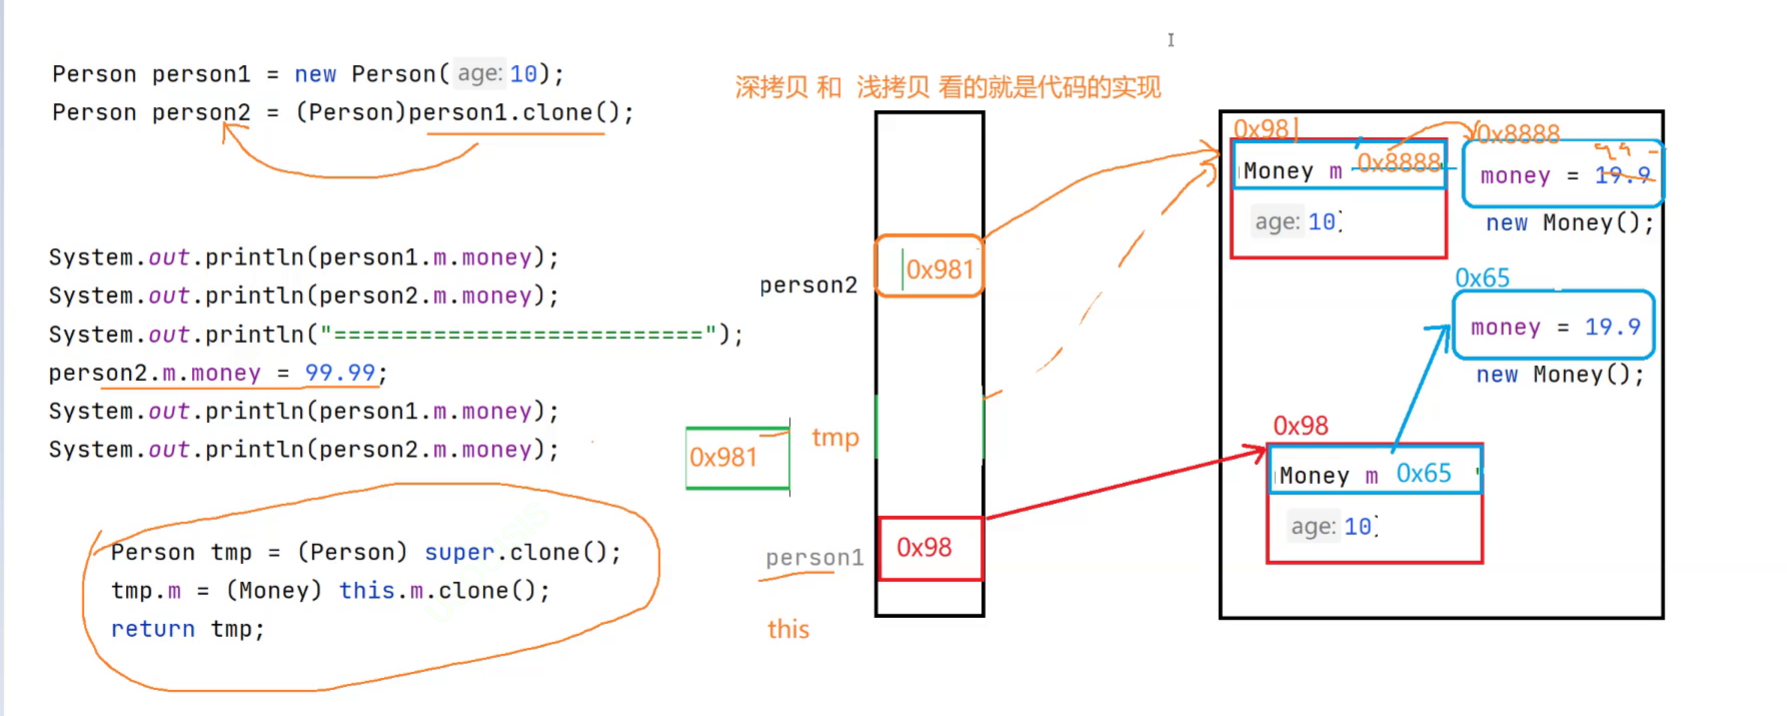 Person person1 = new Person( age: 10);
Person person2 = (Person)person1.clone();
System.out.println(person1.m.money);
System.out.println(person2.m.money);
System.out.println("==========================");
person2.m.money = 99.99;
System.out.println(person1.m.money);
System.out.println(person2.m.money);
Person tmp = (Person) super.clone();
tmp.m = (Money) this.m.clone();
return tmp;
深拷贝 和 浅拷贝 看的就是代码的实现
person2
0x981
0x981
tmp
person1
0x98
this
0x981
Money m 0x8888
age: 10;
0x8888
99
money = 19.9
new Money();
0x65
money = 19.9
new Money();
0x98
Money m 0x65
age: 10;